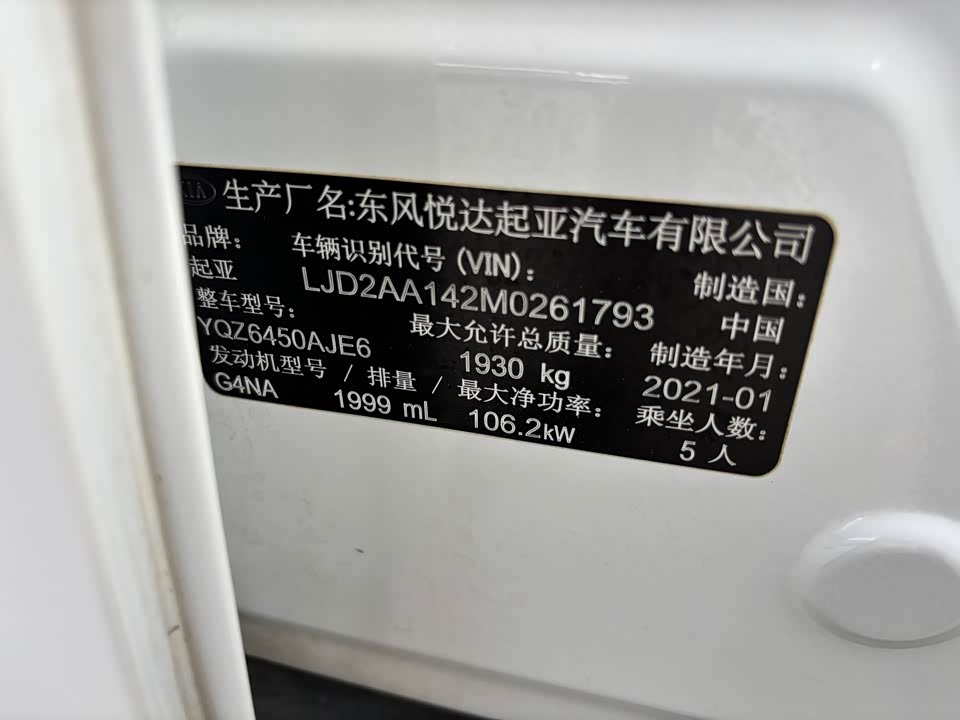 KIA 生产厂名:东风悦达起亚汽车有限公司
品牌: 车辆识别代号(VIN): 制造国:
起亚 LJD2AA142M0261793 中国
整车型号: 最大允许总质量: 制造年月:
YQZ6450AJE6 1930 kg 2021-01
发动机型号 / 排量 / 最大净功率: 乘坐人数:
G4NA 1999 mL 106.2kW 5 人